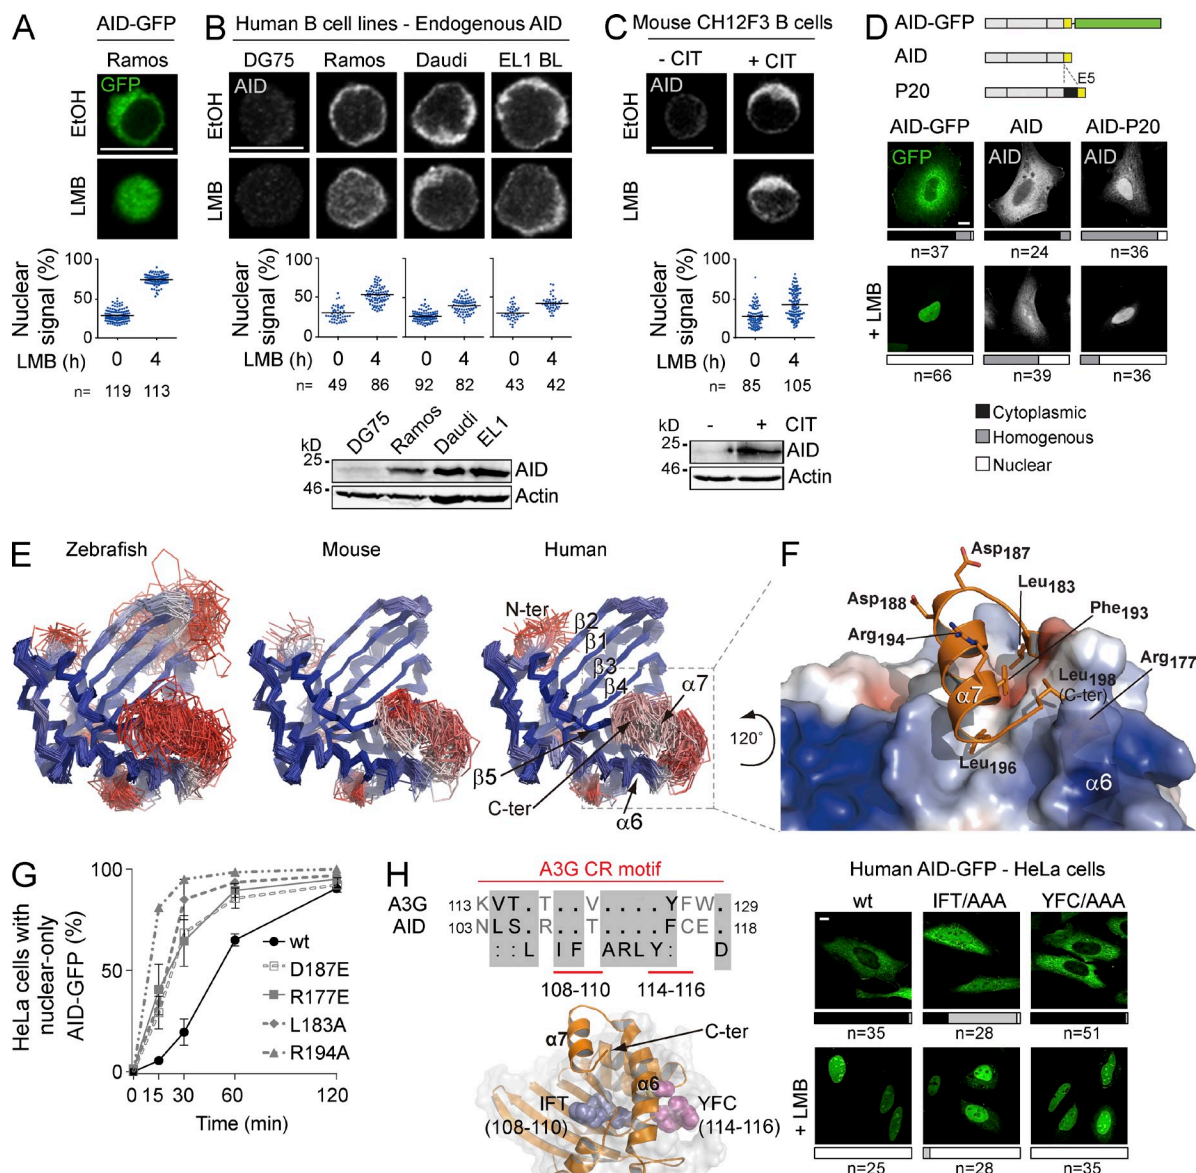 A
AID-GFP
Ramos
GFP
EtOH
LMB
Nuclear signal (%)
100
50
0
LMB (h) 0 4
n= 119 113
B
Human B cell lines - Endogenous AID
DG75 Ramos Daudi EL1 BL
AID
EtOH
LMB
Nuclear signal (%)
100
50
0
LMB (h) 0 4 0 4 0 4
n= 49 86 92 82 43 42
kD DG75 Ramos Daudi EL1
25 AID
46 Actin
C
Mouse CH12F3 B cells
- CIT + CIT
AID
EtOH
LMB
Nuclear signal (%)
100
50
0
LMB (h) 0 4
n= 85 105
kD - + CIT
25 AID
46 Actin
D
AID-GFP
AID
E5
P20
AID-GFP AID AID-P20
GFP AID AID
n=37 n=24 n=36
+ LMB
n=66 n=39 n=36
Cytoplasmic
Homogenous
Nuclear
E
Zebrafish Mouse Human
N-ter
β2
β1
β3
β4
α7
β5
C-ter
α6
120°
F
Asp187
Leu183
Asp188
Phe193
Arg194
Arg177
Leu198
(C-ter)
α7
Leu196
α6
G
HeLa cells with nuclear-only AID-GFP (%)
100
50
0
wt
D187E
R177E
L183A
R194A
0 15 30 60 120
Time (min)
H
A3G CR motif
A3G 113 K V T . T . V . . . . Y F W . 129
AID 103 N L S . R . T . . . . F C E . 118
: : L I F A R L Y : D
108-110 114-116
α7
C-ter
α6
IFT
(108-110)
YFC
(114-116)
Human AID-GFP - HeLa cells
wt IFT/AAA YFC/AAA
n=35 n=28 n=51
+ LMB
n=25 n=28 n=35